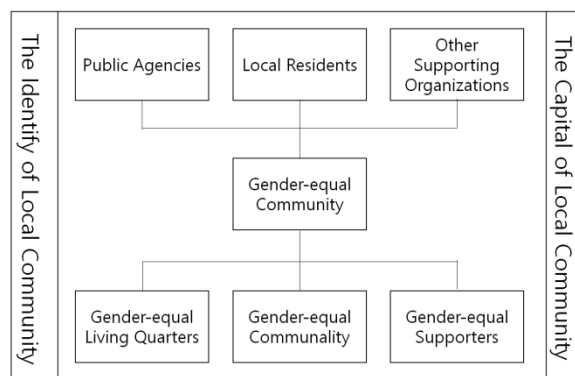 The Identify of Local Community
Public Agencies
Local Residents
Other
Supporting
Organizations
The Capital of Local Community
Gender-equal
Community
Gender-equal
Living Quarters
Gender-equal
Communality
Gender-equal
Supporters